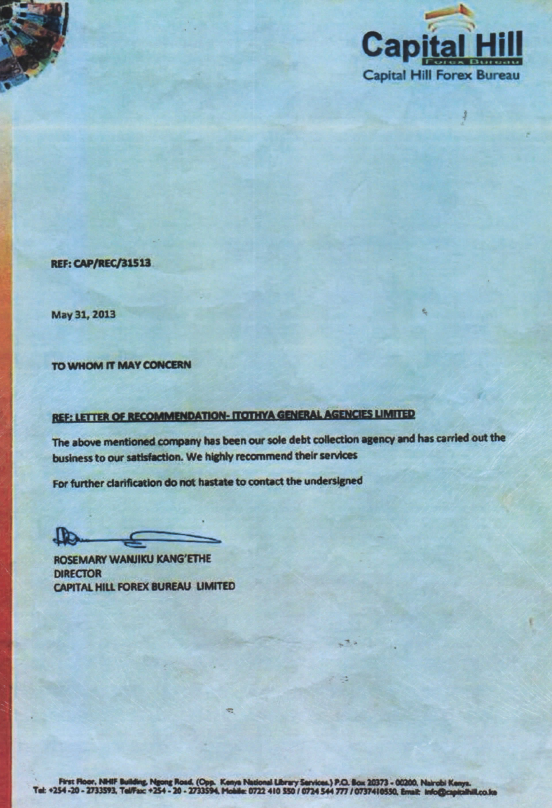 Capital Hill
Forex Bureau
Capital Hill Forex Bureau
REF: CAP/REC/31513
May 31, 2013
TO WHOM IT MAY CONCERN
REF: LETTER OF RECOMMENDATION- ITOTHYA GENERAL AGENCIES LIMITED
The above mentioned company has been our sole debt collection agency and has carried out the
business to our satisfaction. We highly recommend their services
For further clarification do not hastate to contact the undersigned
ROSEMARY WANJIKU KANG'ETHE
DIRECTOR
CAPITAL HILL FOREX BUREAU LIMITED
First Floor, NHIF Building, Ngong Road, (Opp. Kenya National Library Services.) P.O. Box 20373 - 00200, Nairobi Kenya.
Tel: +254 -20 - 2733593, Tel/Fax: +254 - 20 - 2733594, Mobile: 0722 410 550 / 0724 544 777 / 0737410550, Email: info@capitalhill.co.ke